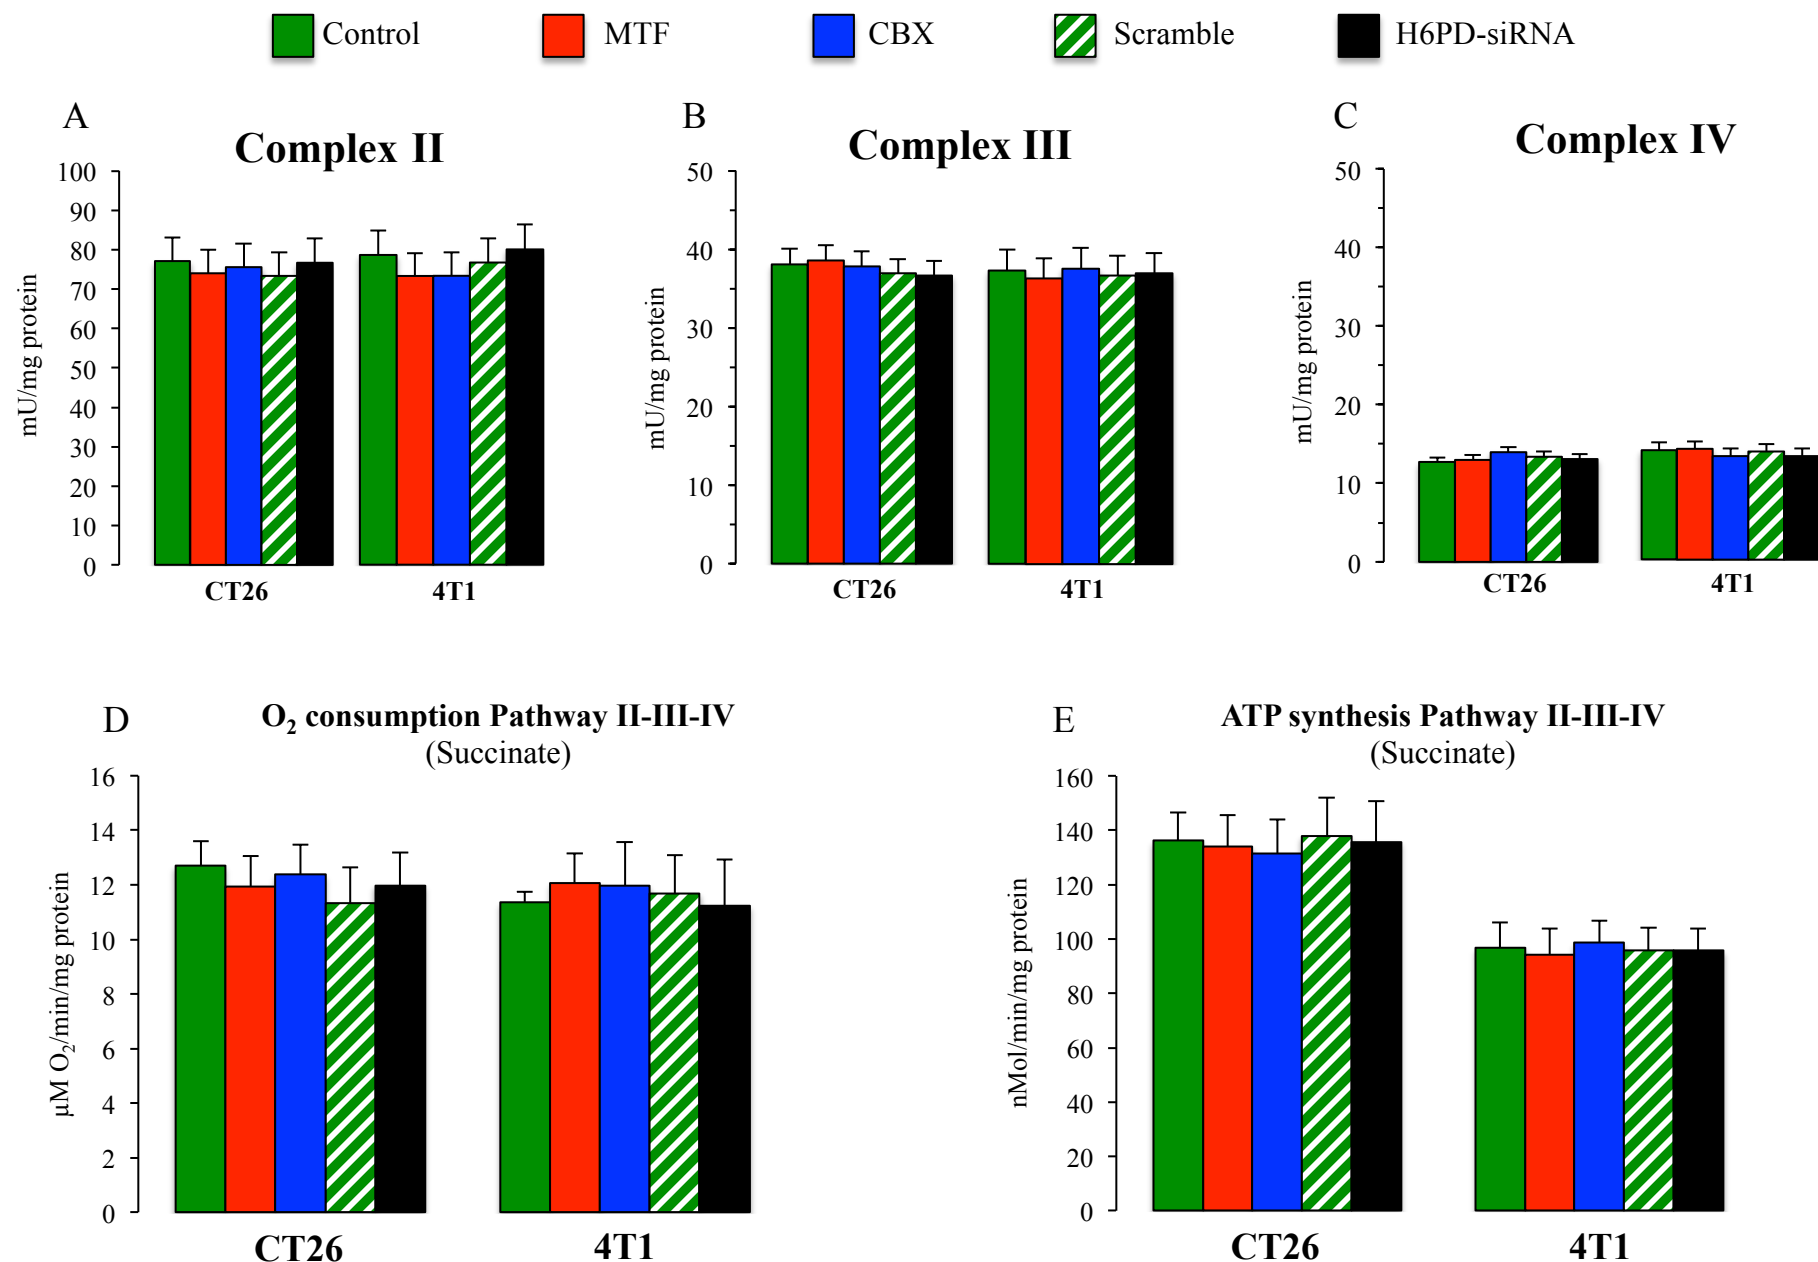 Control MTF CBX Scramble H6PD-siRNA
A
Complex II
100
90
80
70
60
50
40
30
20
10
0
mU/mg protein
CT26 4T1
B
Complex III
50
40
30
20
10
0
mU/mg protein
CT26 4T1
C
Complex IV
50
40
30
20
10
0
mU/mg protein
CT26 4T1
D
O₂ consumption Pathway II-III-IV
(Succinate)
16
14
12
10
8
6
4
2
0
µM O₂/min/mg protein
CT26 4T1
E
ATP synthesis Pathway II-III-IV
(Succinate)
160
140
120
100
80
60
40
20
0
nMol/min/mg protein
CT26 4T1